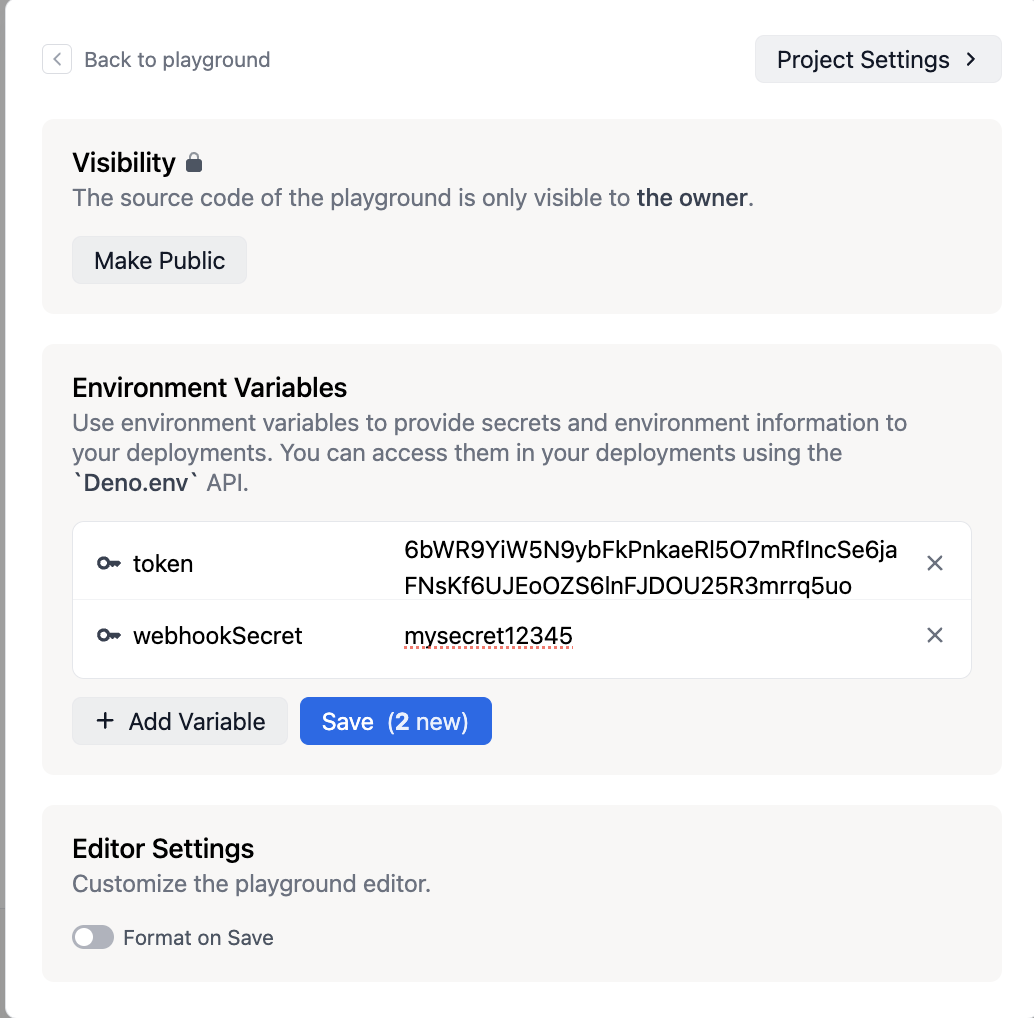 Back to playground
Project Settings
Visibility
The source code of the playground is only visible to the owner.
Make Public
Environment Variables
Use environment variables to provide secrets and environment information to
your deployments. You can access them in your deployments using the
`Deno.env` API.
token
6bWR9YiW5N9ybFkPnkaeRl5O7mRfIncSe6ja
FNsKf6UJEoOZS6lnFJDOU25R3mrrq5uo
webhookSecret
mysecret12345
+ Add Variable
Save (2 new)
Editor Settings
Customize the playground editor.
Format on Save